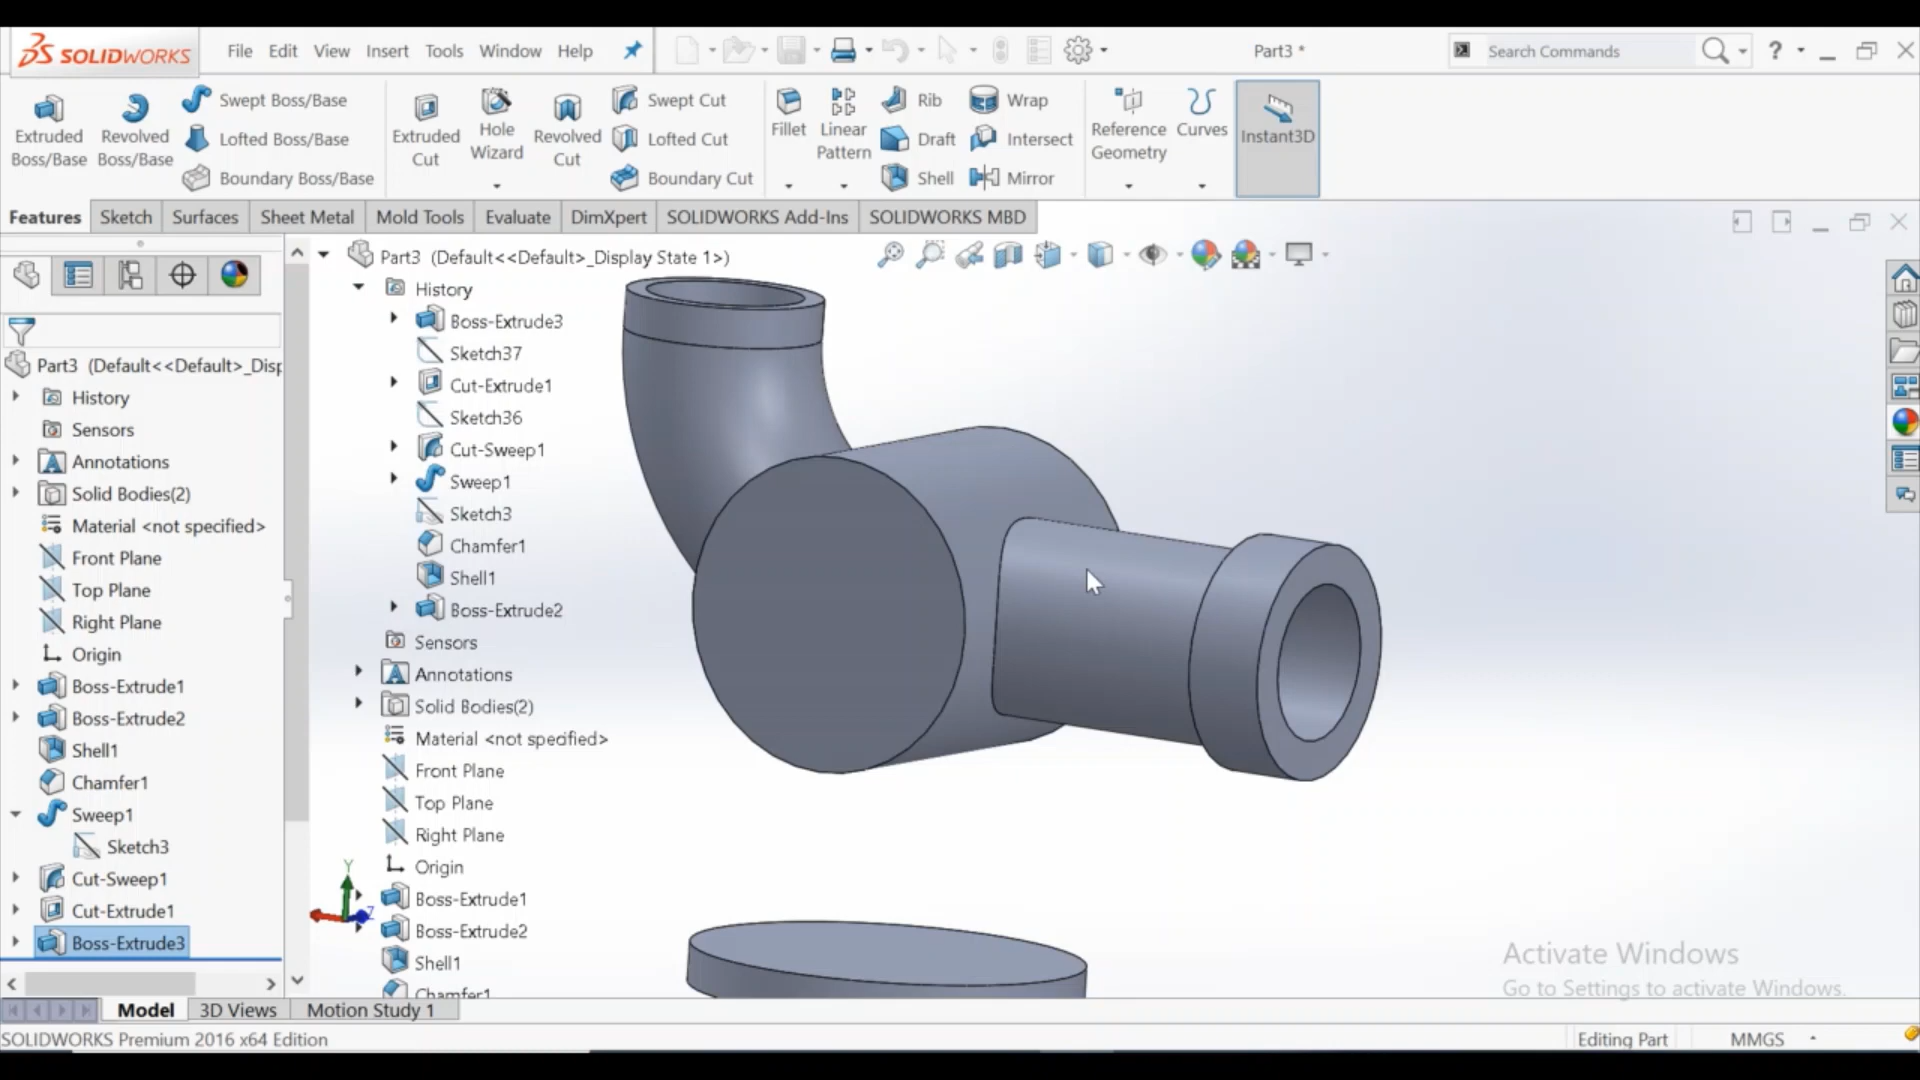 SOLIDWORKS File Edit View Insert Tools Window Help Part3 * Search Commands ?
Extruded Boss/Base
Revolved Boss/Base
Swept Boss/Base
Lofted Boss/Base
Boundary Boss/Base
Extruded Cut
Hole Wizard
Revolved Cut
Swept Cut
Lofted Cut
Boundary Cut
Fillet
Linear Pattern
Rib
Draft
Shell
Wrap
Intersect
Mirror
Reference Geometry
Curves
Instant3D
Features Sketch Surfaces Sheet Metal Mold Tools Evaluate DimXpert SOLIDWORKS Add-Ins SOLIDWORKS MBD
Part3 (Default<<Default>_Disp
History
Sensors
Annotations
Solid Bodies(2)
Material <not specified>
Front Plane
Top Plane
Right Plane
Origin
Boss-Extrude1
Boss-Extrude2
Shell1
Chamfer1
Sweep1
Sketch3
Cut-Sweep1
Cut-Extrude1
Boss-Extrude3
Part3 (Default<<Default>_Display State 1>)
History
Boss-Extrude3
Sketch37
Cut-Extrude1
Sketch36
Cut-Sweep1
Sweep1
Sketch3
Chamfer1
Shell1
Boss-Extrude2
Sensors
Annotations
Solid Bodies(2)
Material <not specified>
Front Plane
Top Plane
Right Plane
Origin
Boss-Extrude1
Boss-Extrude2
Shell1
Chamfer1
Y
Z
Activate Windows
Go to Settings to activate Windows.
Model 3D Views Motion Study 1
SOLIDWORKS Premium 2016 x64 Edition Editing Part MMGS